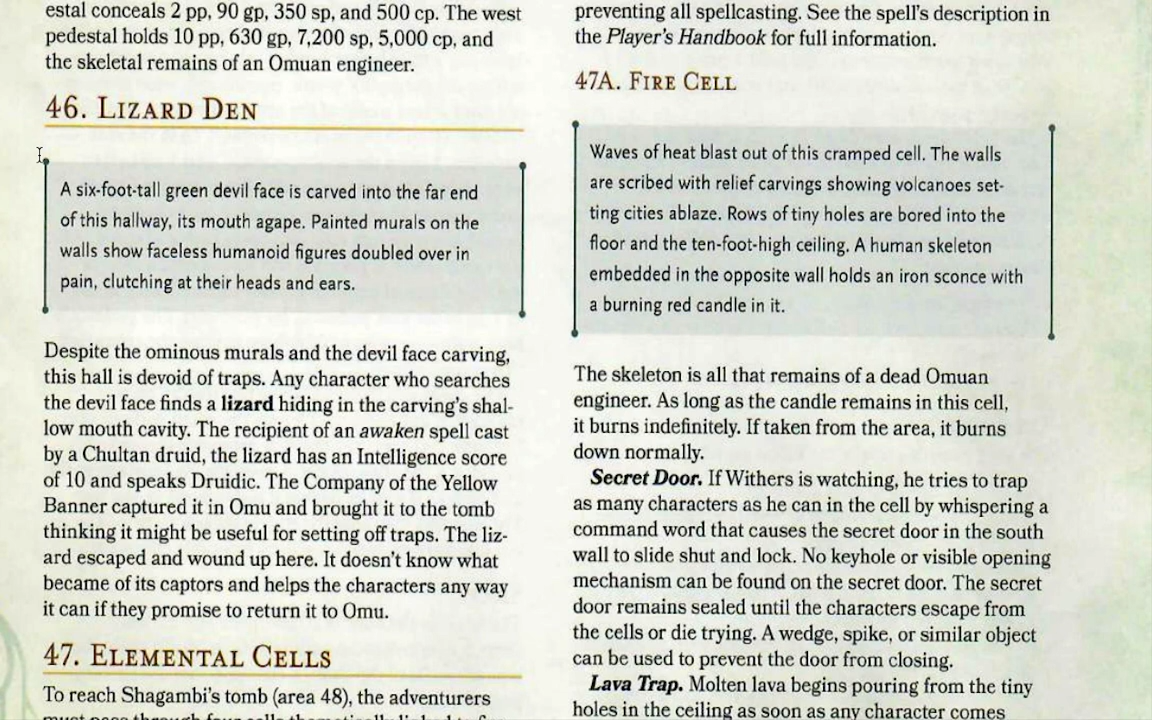 estal conceals 2 pp, 90 gp, 350 sp, and 500 cp. The west
pedestal holds 10 pp, 630 gp, 7,200 sp, 5,000 cp, and
the skeletal remains of an Omuan engineer.
46. Lizard Den
A six-foot-tall green devil face is carved into the far end
of this hallway, its mouth agape. Painted murals on the
walls show faceless humanoid figures doubled over in
pain, clutching at their heads and ears.
Despite the ominous murals and the devil face carving,
this hall is devoid of traps. Any character who searches
the devil face finds a lizard hiding in the carving's shal-
low mouth cavity. The recipient of an awaken spell cast
by a Chultan druid, the lizard has an Intelligence score
of 10 and speaks Druidic. The Company of the Yellow
Banner captured it in Omu and brought it to the tomb
thinking it might be useful for setting off traps. The liz-
ard escaped and wound up here. It doesn't know what
became of its captors and helps the characters any way
it can if they promise to return it to Omu.
47. Elemental Cells
To reach Shagambi's tomb (area 48), the adventurers
must pass through four cells thematically linked to
preventing all spellcasting. See the spell's description in
the Player's Handbook for full information.
47A. Fire Cell
Waves of heat blast out of this cramped cell. The walls
are scribed with relief carvings showing volcanoes set-
ting cities ablaze. Rows of tiny holes are bored into the
floor and the ten-foot-high ceiling. A human skeleton
embedded in the opposite wall holds an iron sconce with
a burning red candle in it.
The skeleton is all that remains of a dead Omuan
engineer. As long as the candle remains in this cell,
it burns indefinitely. If taken from the area, it burns
down normally.
Secret Door. If Withers is watching, he tries to trap
as many characters as he can in the cell by whispering a
command word that causes the secret door in the south
wall to slide shut and lock. No keyhole or visible opening
mechanism can be found on the secret door. The secret
door remains sealed until the characters escape from
the cells or die trying. A wedge, spike, or similar object
can be used to prevent the door from closing.
Lava Trap. Molten lava begins pouring from the tiny
holes in the ceiling as soon as any character comes